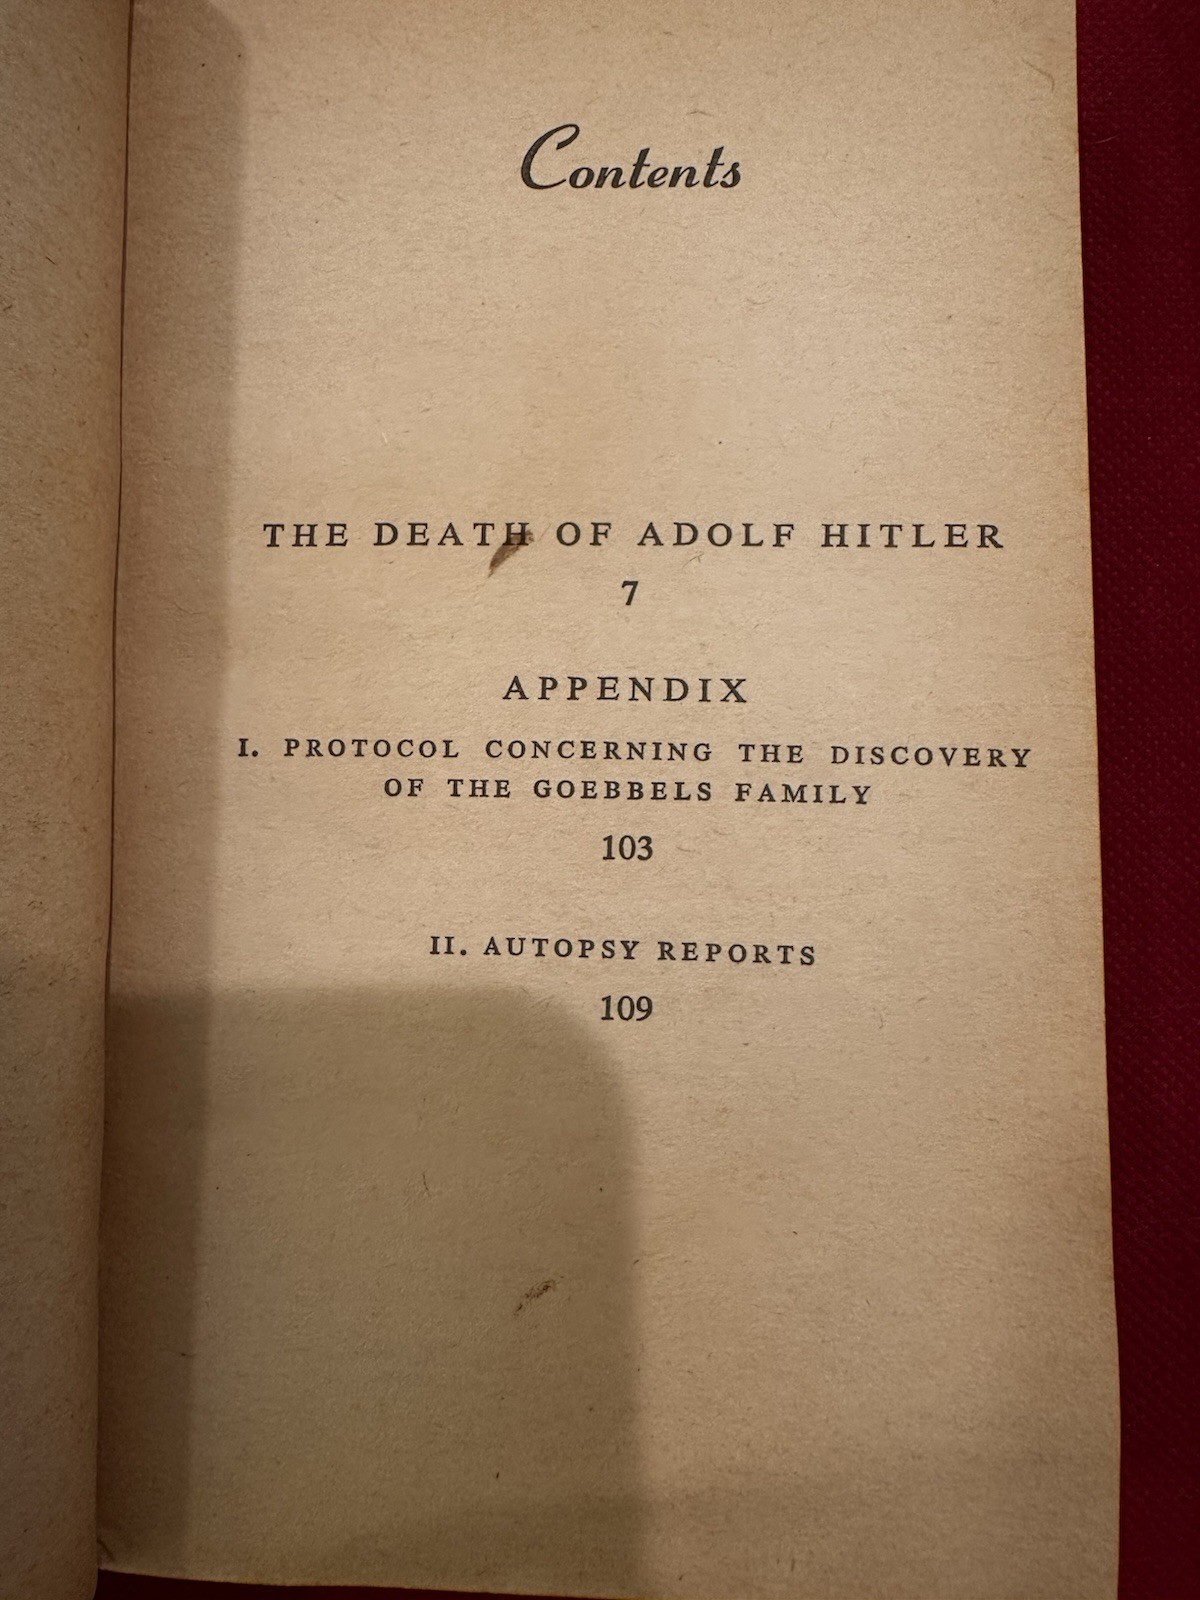 Contents
THE DEATH OF ADOLF HITLER
7
APPENDIX
I. PROTOCOL CONCERNING THE DISCOVERY
OF THE GOEBBELS FAMILY
103
II. AUTOPSY REPORTS
109